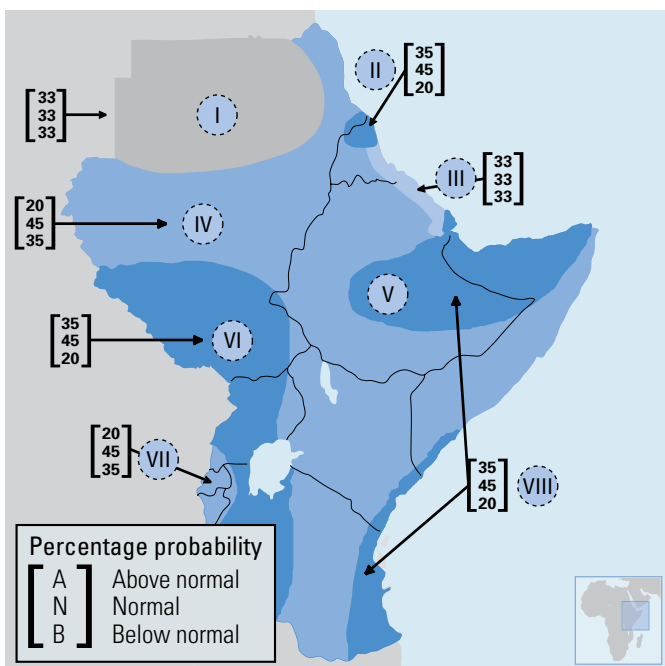 I
33
33
33
II
35
45
20
III
33
33
33
IV
20
45
35
V
VI
35
45
20
VII
20
45
35
35
45
20
VIII
Percentage probability
A Above normal
N Normal
B Below normal